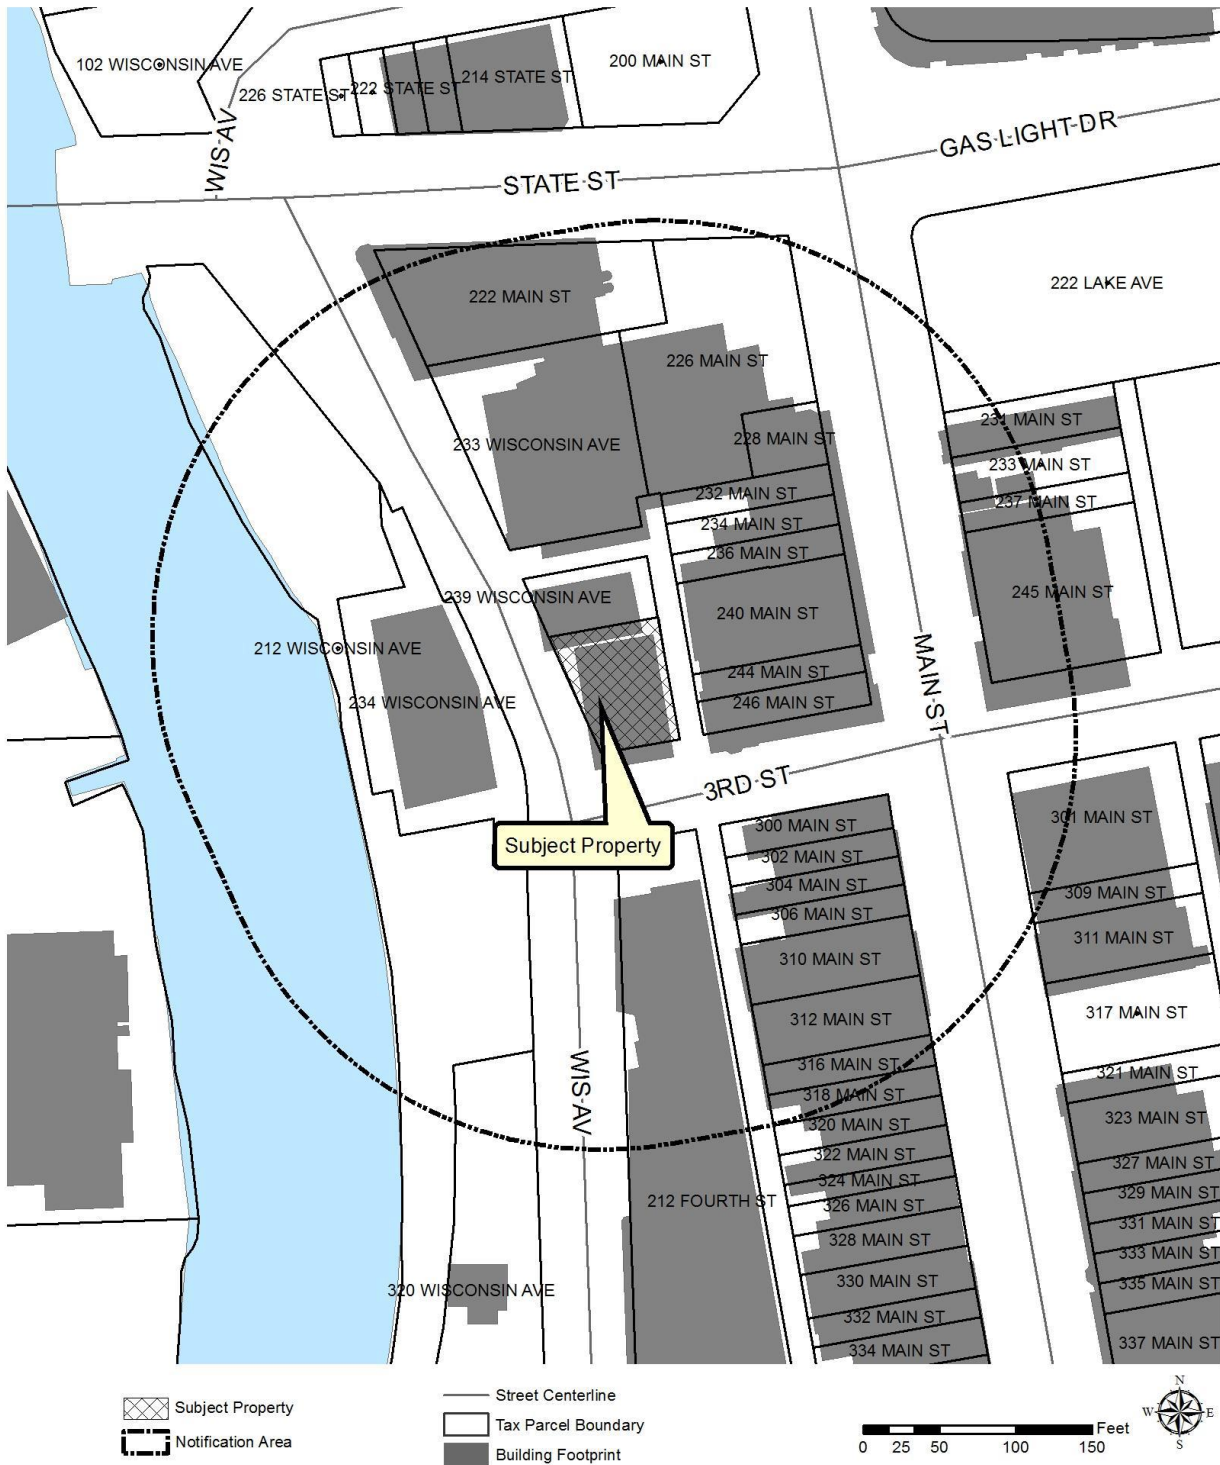 102 WISCONSIN AVE
226 STATE ST
222 STATE ST
214 STATE ST
200 MAIN ST
WIS AV
STATE ST
GAS LIGHT DR
222 MAIN ST
222 LAKE AVE
226 MAIN ST
233 WISCONSIN AVE
228 MAIN ST
231 MAIN ST
233 MAIN ST
232 MAIN ST
237 MAIN ST
234 MAIN ST
236 MAIN ST
239 WISCONSIN AVE
240 MAIN ST
245 MAIN ST
212 WISCONSIN AVE
244 MAIN ST
234 WISCONSIN AVE
246 MAIN ST
MAIN ST
3RD ST
Subject Property
300 MAIN ST
301 MAIN ST
302 MAIN ST
304 MAIN ST
309 MAIN ST
306 MAIN ST
311 MAIN ST
310 MAIN ST
312 MAIN ST
317 MAIN ST
316 MAIN ST
321 MAIN ST
WIS AV
318 MAIN ST
320 MAIN ST
323 MAIN ST
322 MAIN ST
327 MAIN ST
324 MAIN ST
329 MAIN ST
212 FOURTH ST
326 MAIN ST
331 MAIN ST
328 MAIN ST
333 MAIN ST
330 MAIN ST
335 MAIN ST
320 WISCONSIN AVE
332 MAIN ST
337 MAIN ST
334 MAIN ST
Subject Property
Notification Area
Street Centerline
Tax Parcel Boundary
Building Footprint
Feet
0 25 50 100 150
N
W E
S